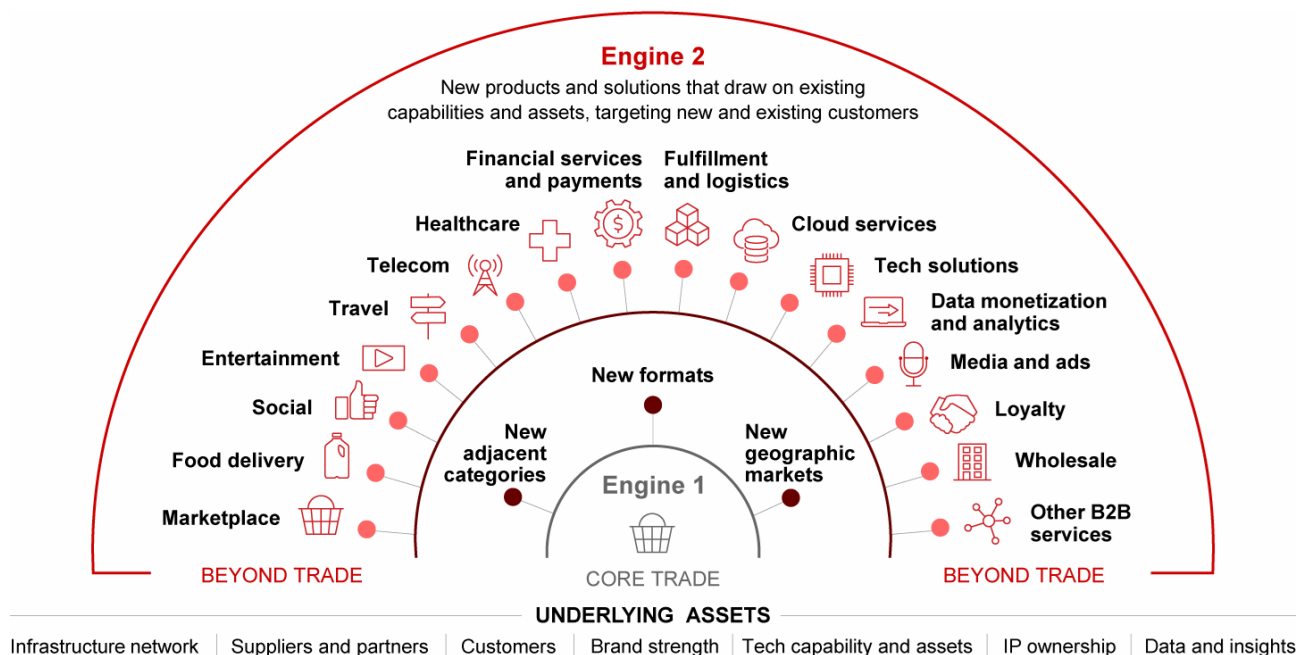 Engine 2
New products and solutions that draw on existing
capabilities and assets, targeting new and existing customers
Financial services
and payments
Fulfillment
and logistics
Healthcare
Cloud services
Telecom
Tech solutions
Travel
Data monetization
and analytics
Entertainment
Media and ads
Social
Loyalty
Food delivery
Wholesale
Marketplace
Other B2B
services
New formats
New
adjacent
categories
New
geographic
markets
Engine 1
BEYOND TRADE
CORE TRADE
BEYOND TRADE
UNDERLYING ASSETS
Infrastructure network
Suppliers and partners
Customers
Brand strength
Tech capability and assets
IP ownership
Data and insights
$